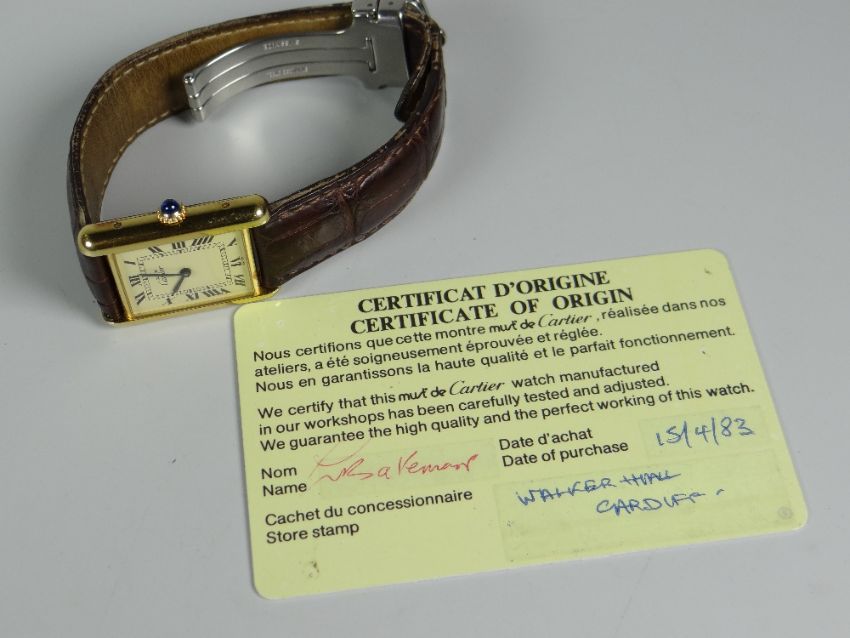 CERTIFICAT D'ORIGINE
CERTIFICATE OF ORIGIN
Nous certifions que cette montre must de Cartier, réalisée dans nos
ateliers, a été soigneusement éprouvée et réglée.
Nous en garantissons la haute qualité et le parfait fonctionnement.
We certify that this must de Cartier watch manufactured
in our workshops has been carefully tested and adjusted.
We guarantee the high quality and the perfect working of this watch.
Nom
Name
Date d'achat
Date of purchase
15/4/83
Cachet du concessionnaire
Store stamp
WALKER HALL
CARDIFF
Cartier